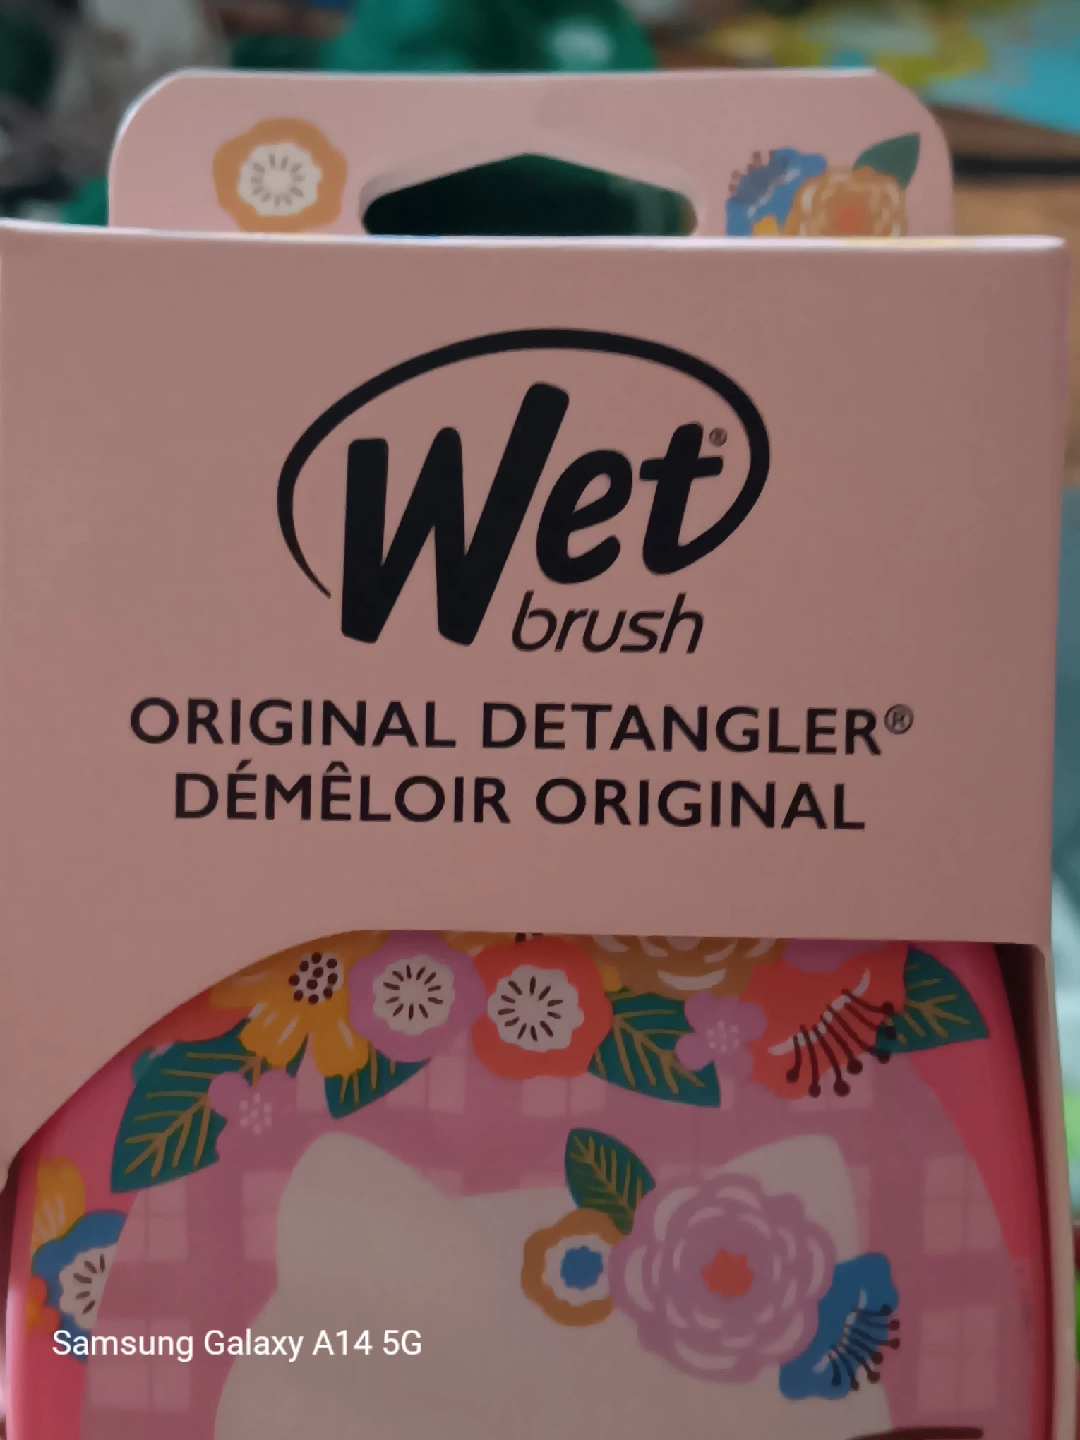 Wet®
brush
ORIGINAL DETANGLER®
DÉMÊLOIR ORIGINAL
Samsung Galaxy A14 5G